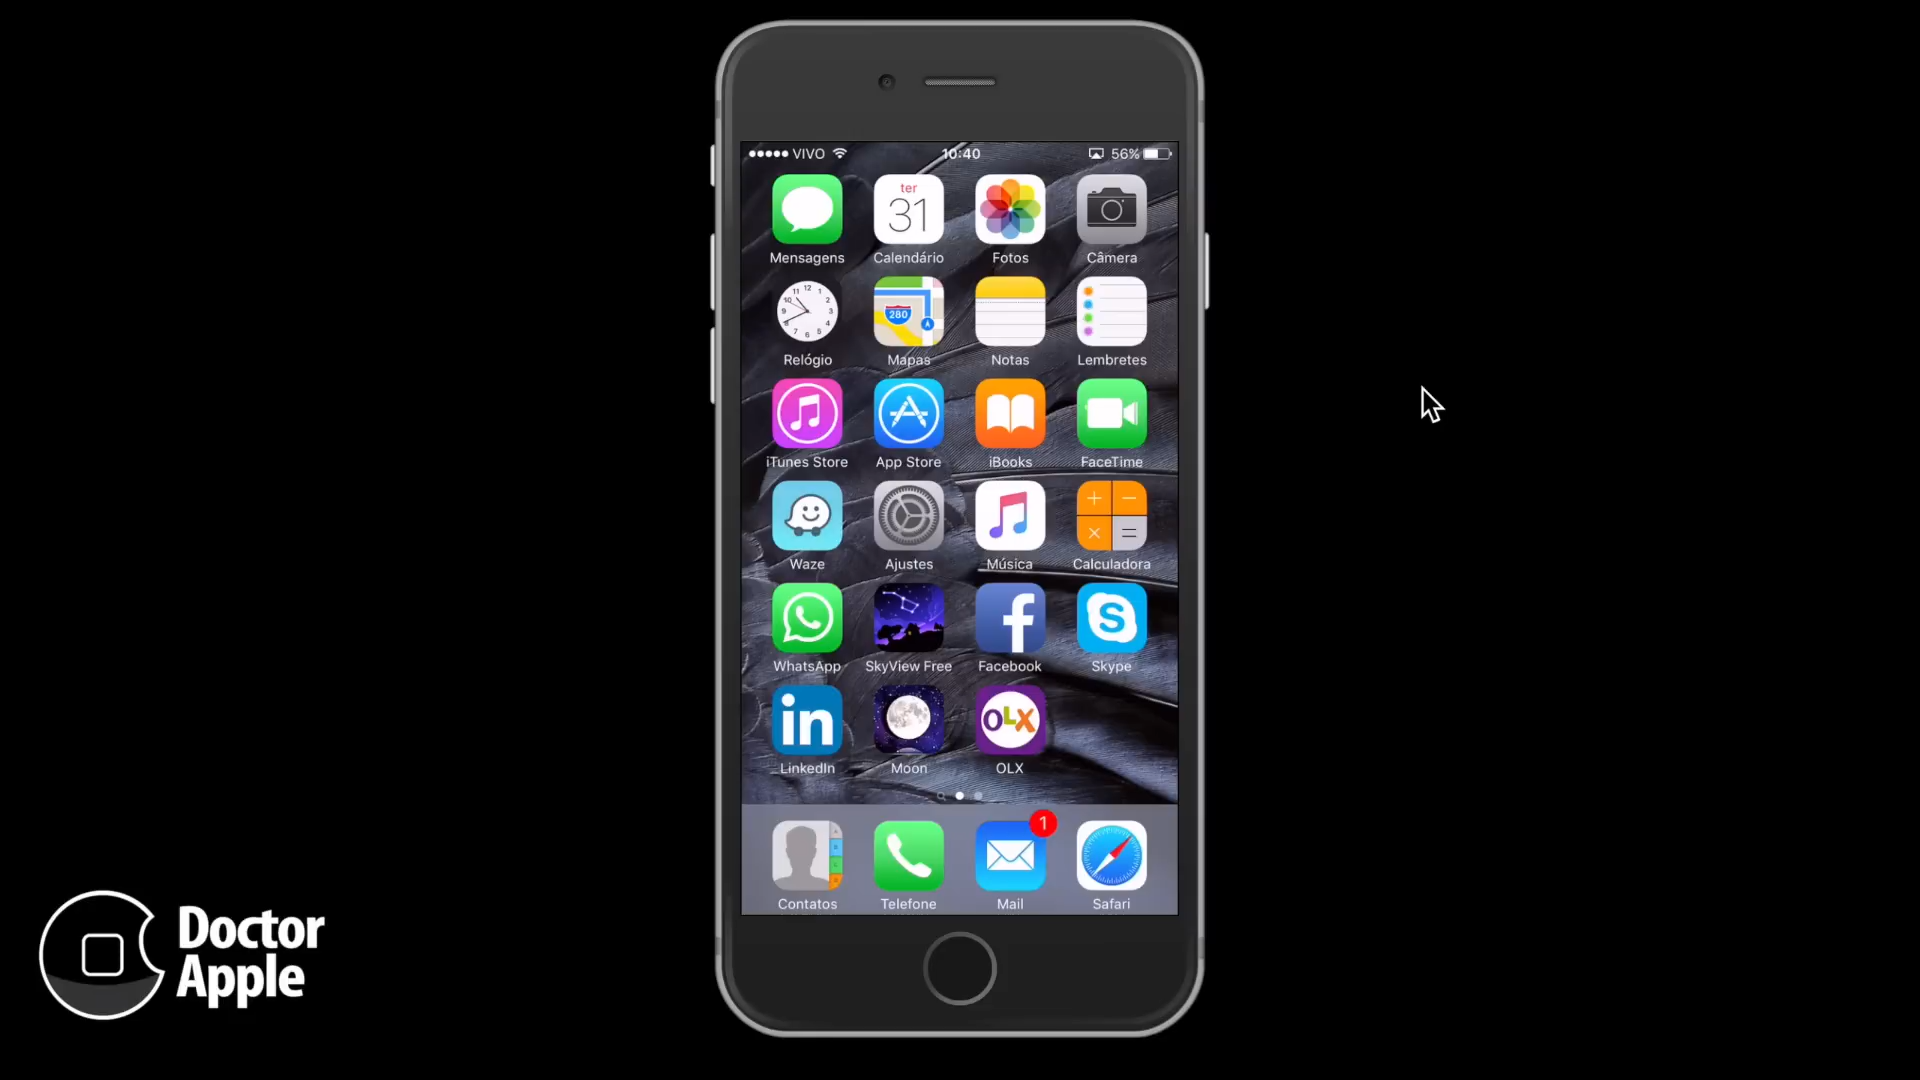 VIVO 10:40 56%
ter
31
Mensagens Calendário Fotos Câmera
280
Relógio Mapas Notas Lembretes
iTunes Store App Store iBooks FaceTime
Waze Ajustes Música Calculadora
WhatsApp SkyView Free Facebook Skype
in OLX
LinkedIn Moon OLX
1
Contatos Telefone Mail Safari
Doctor
Apple